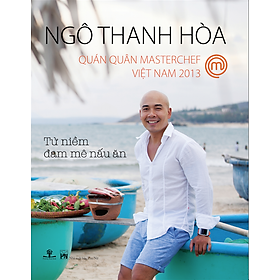 NGÔ THANH HÒA
QUÁN QUÂN MASTERCHEF
VIỆT NAM 2013
Từ niềm
đam mê nấu ăn